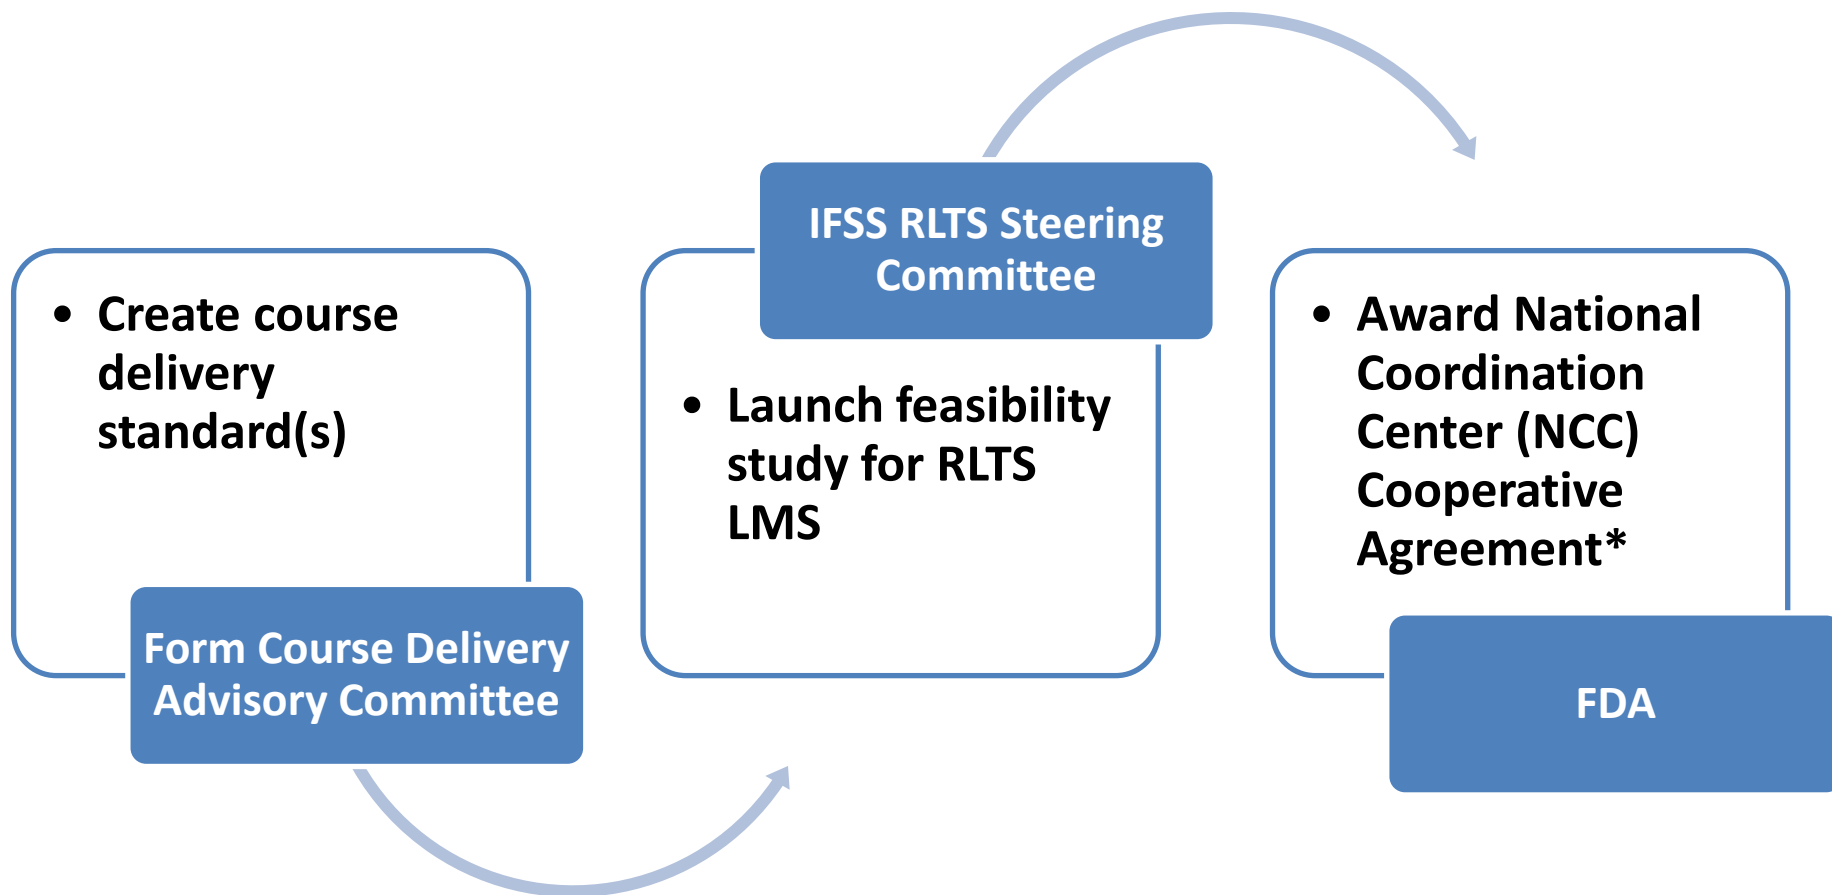 • Create course
delivery
standard(s)
Form Course Delivery
Advisory Committee
IFSS RLTS Steering
Committee
• Launch feasibility
study for RLTS
LMS
• Award National
Coordination
Center (NCC)
Cooperative
Agreement*
FDA